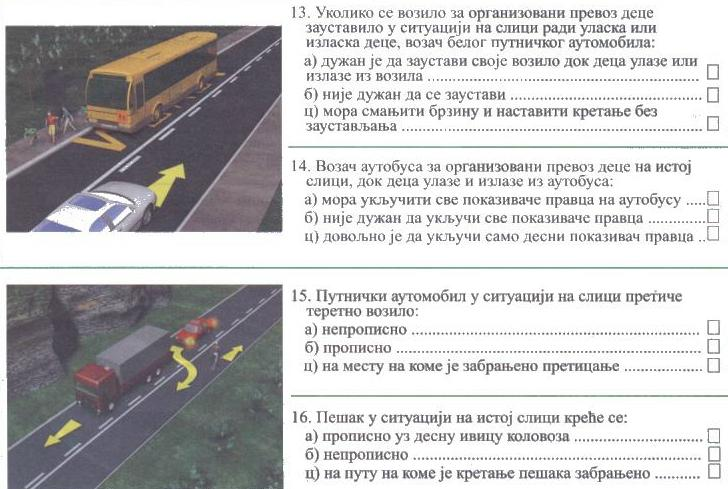 13. Уколико се возило за организовани превоз деце
зауставило у ситуацији на слици ради уласка или
изласка деце, возач белог путничког аутомобила:
а) дужан је да заустави своје возило док деца улазе или
излазе из возила
б) није дужан да се заустави
ц) мора смањити брзину и наставити кретање без
заустављања
14. Возач аутобуса за организовани превоз деце на истој
слици, док деца улазе и излазе из аутобуса:
а) мора укључити све показиваче правца на аутобусу
б) није дужан да укључи све показиваче правца
ц) довољно је да укључи само десни показивач правца
15. Путнички аутомобил у ситуацији на слици претиче
теретно возило:
а) непрописно
б) прописно
ц) на месту на коме је забрањено претицање
16. Пешак у ситуацији на истој слици креће се:
а) прописно уз десну ивицу коловоза
б) непрописно
ц) на путу на коме је кретање пешака забрањено